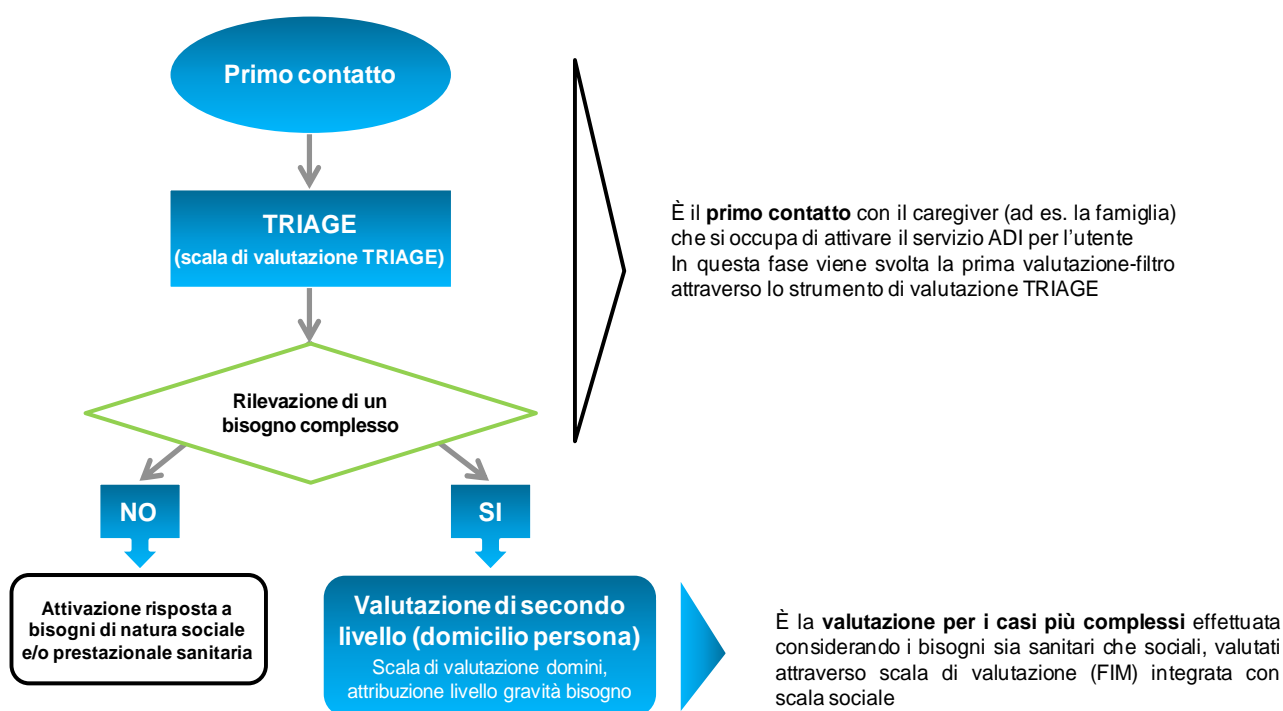 Primo contatto
TRIAGE
(scala di valutazione TRIAGE)
È il primo contatto con il caregiver (ad es. la famiglia)
che si occupa di attivare il servizio ADI per l'utente
In questa fase viene svolta la prima valutazione-filtro
attraverso lo strumento di valutazione TRIAGE
Rilevazione di un
bisogno complesso
NO
SI
Attivazione risposta a
bisogni di natura sociale
e/o prestazionale sanitaria
Valutazione di secondo
livello (domicilio persona)
Scala di valutazione domini,
attribuzione livello gravità bisogno
È la valutazione per i casi più complessi effettuata
considerando i bisogni sia sanitari che sociali, valutati
attraverso scala di valutazione (FIM) integrata con
scala sociale